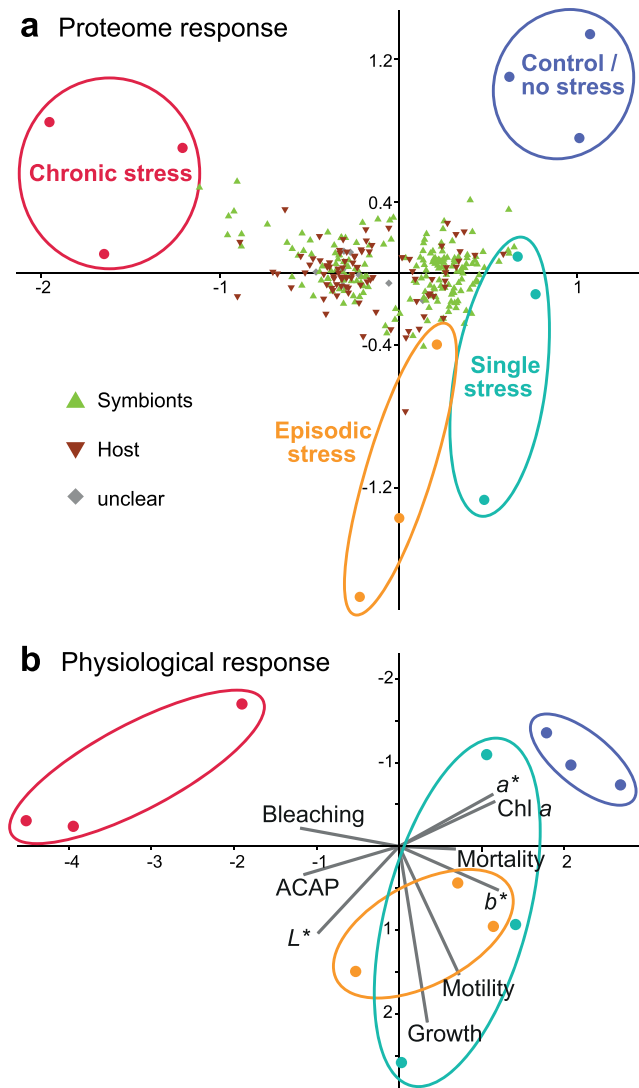 a Proteome response
1.2
Control /
no stress
Chronic stress
0.4
-2
-1
1
-0.4
Single
stress
Symbionts
Episodic
stress
Host
-1.2
unclear
b Physiological response
-2
-1
a*
Chl a
Bleaching
-4
-3
-2
-1
Mortality
2
ACAP
b*
L*
1
Motility
2
Growth